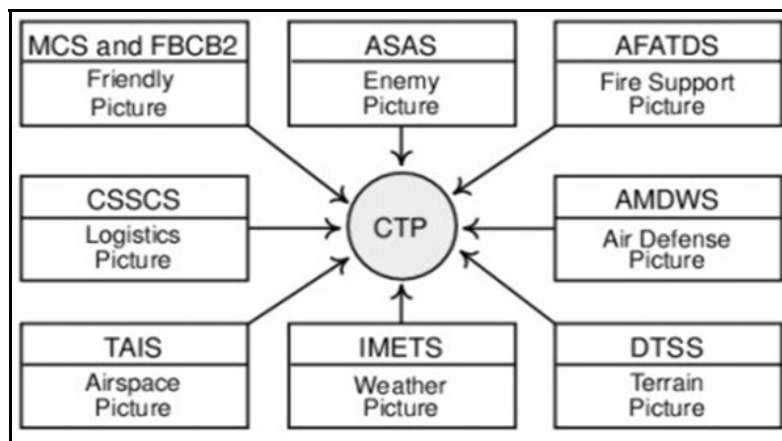 MCS and FBCB2
Friendly
Picture
ASAS
Enemy
Picture
AFATDS
Fire Support
Picture
CSSCS
Logistics
Picture
CTP
AMDWS
Air Defense
Picture
TAIS
Airspace
Picture
IMETS
Weather
Picture
DTSS
Terrain
Picture